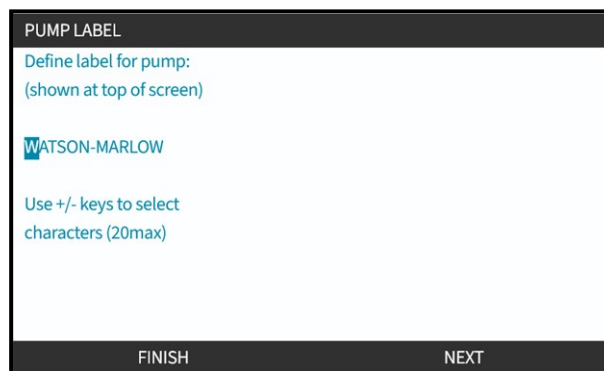 PUMP LABEL
Define label for pump:
(shown at top of screen)
WATSON-MARLOW
Use +/- keys to select
characters (20max)
FINISH
NEXT